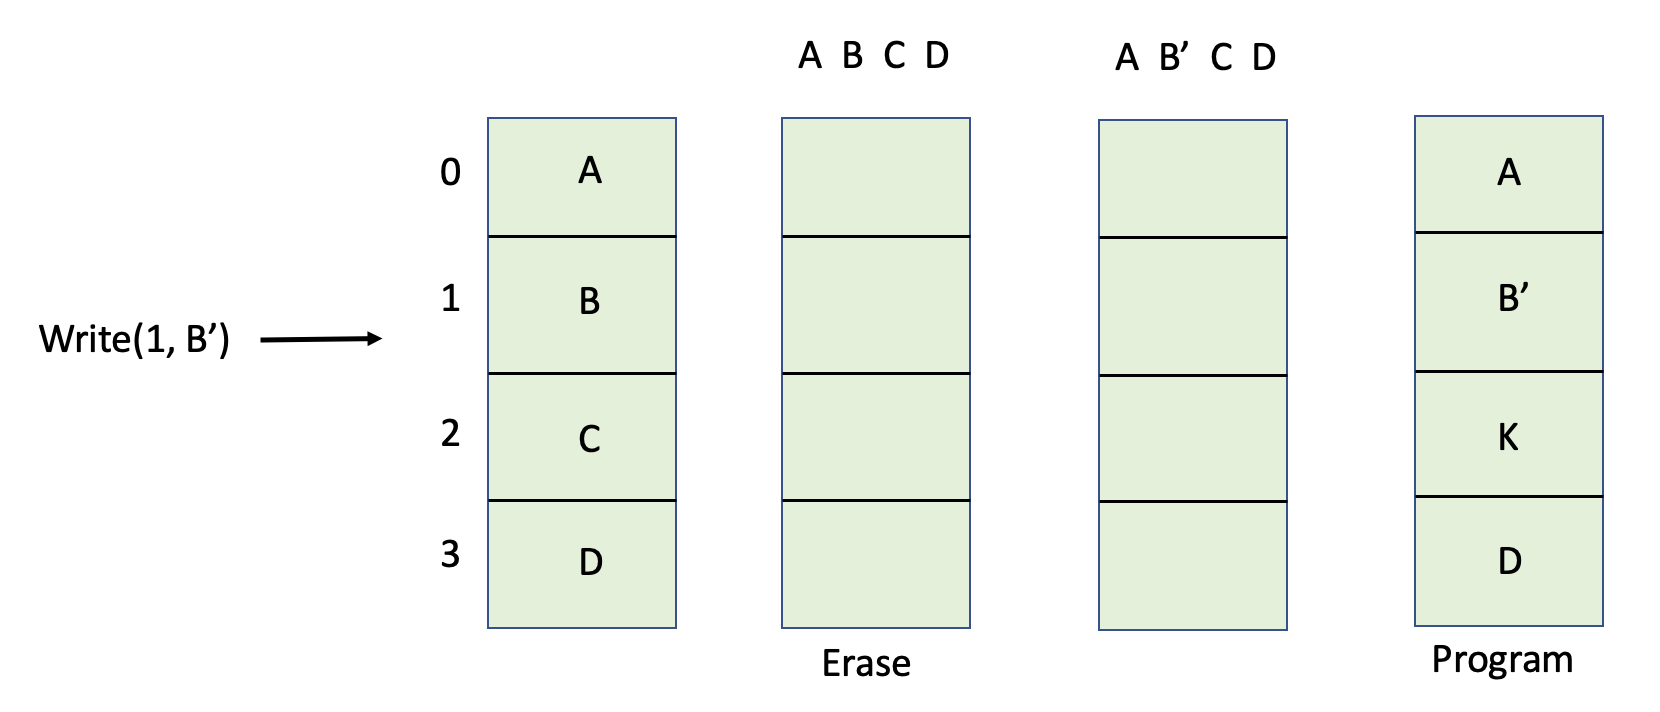 A B C D
A B’ C D
0
A
A
1
B
B’
Write(1, B’)
2
C
K
3
D
D
Erase
Program